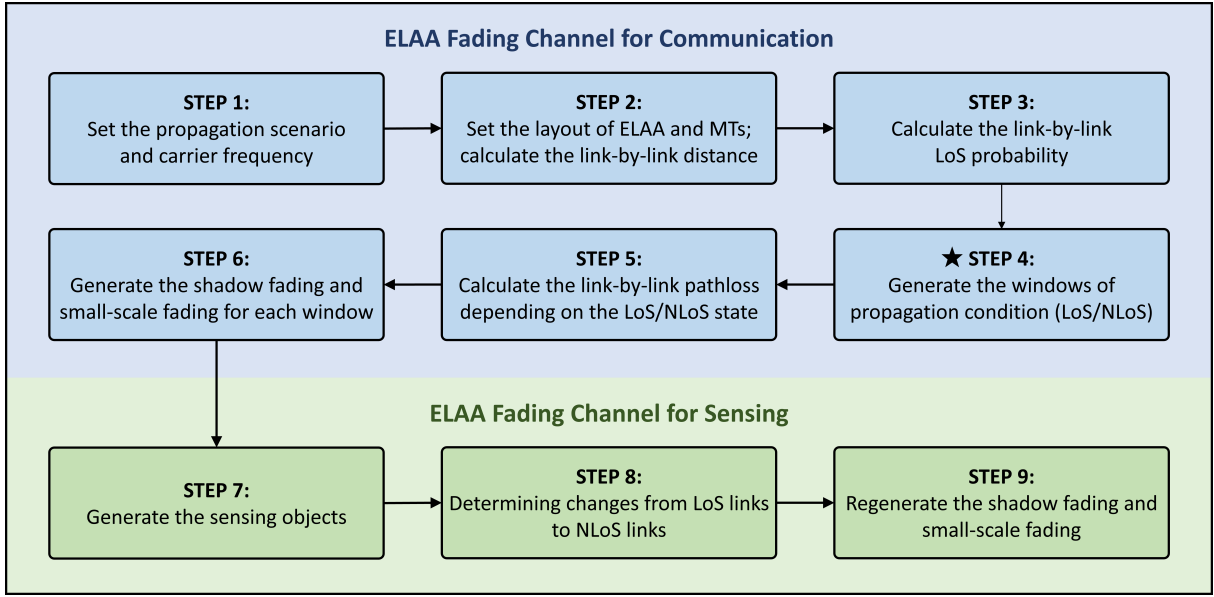 ELAA Fading Channel for Communication
STEP 1:
Set the propagation scenario
and carrier frequency
STEP 2:
Set the layout of ELAA and MTs;
calculate the link-by-link distance
STEP 3:
Calculate the link-by-link
LoS probability
★ STEP 4:
Generate the windows of
propagation condition (LoS/NLoS)
STEP 5:
Calculate the link-by-link pathloss
depending on the LoS/NLoS state
STEP 6:
Generate the shadow fading and
small-scale fading for each window
ELAA Fading Channel for Sensing
STEP 7:
Generate the sensing objects
STEP 8:
Determining changes from LoS links
to NLoS links
STEP 9:
Regenerate the shadow fading and
small-scale fading